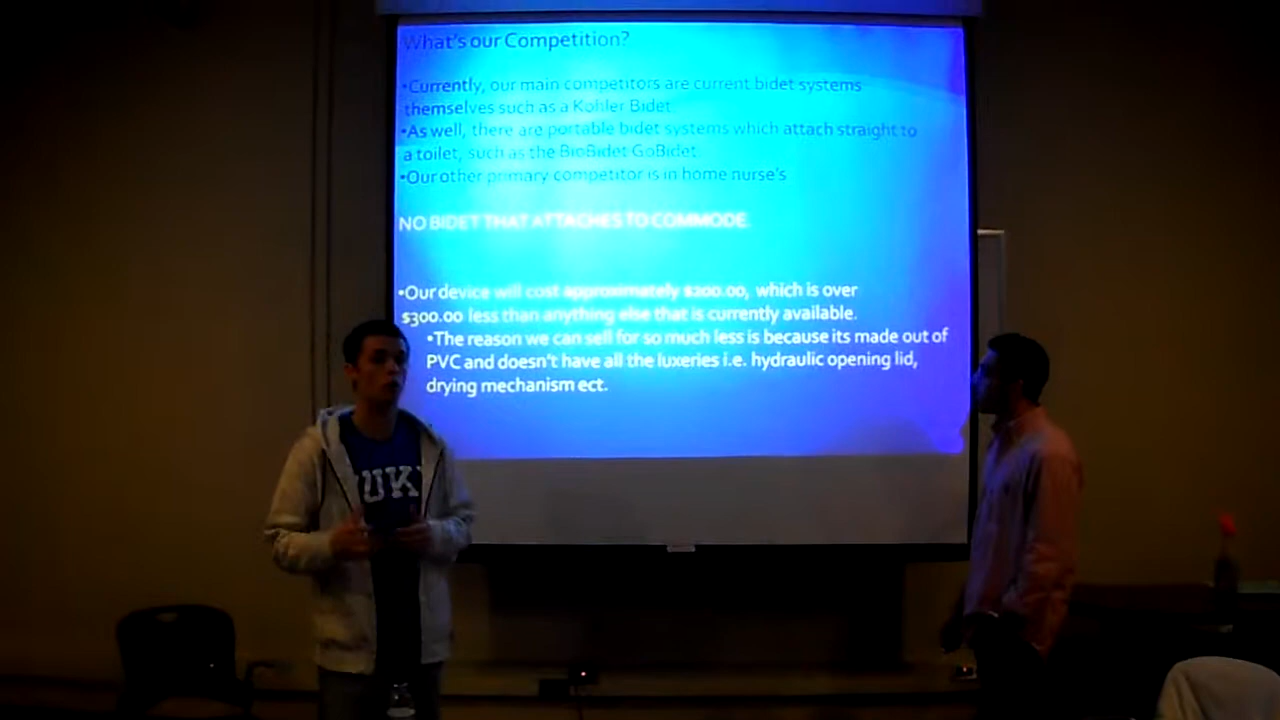 What's our Competition?
•Currently, our main competitors are current bidet systems
themselves such as a Kohler Bidet
•As well, there are portable bidet systems which attach straight to
a toilet, such as the BioBidet GoBidet.
•Our other primary competitor is in home nurse's
NO BIDET THAT ATTACHES TO COMMODE.
•Our device will cost approximately $200.00, which is over
$300.00 less than anything else that is currently available.
•The reason we can sell for so much less is because its made out of
PVC and doesn't have all the luxeries i.e. hydraulic opening lid,
drying mechanism ect.
UK